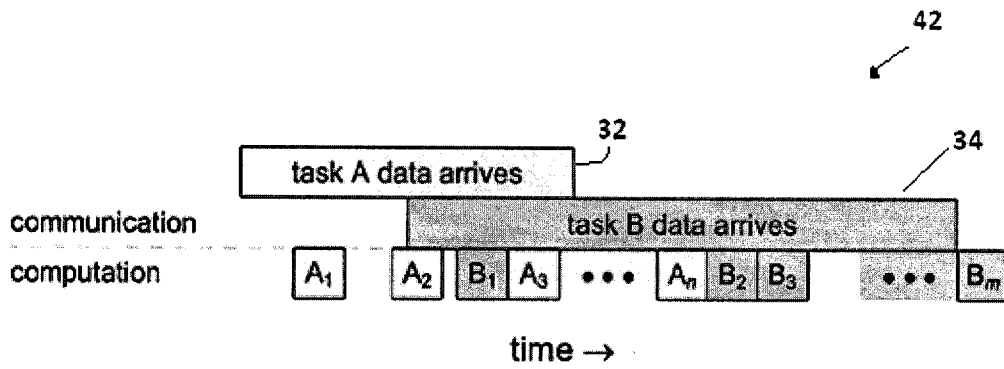 42
32
task A data arrives
34
communication
task B data arrives
computation
A₁ A₂ B₁ A₃ ••• Aₙ B₂ B₃ ••• Bₘ
time →